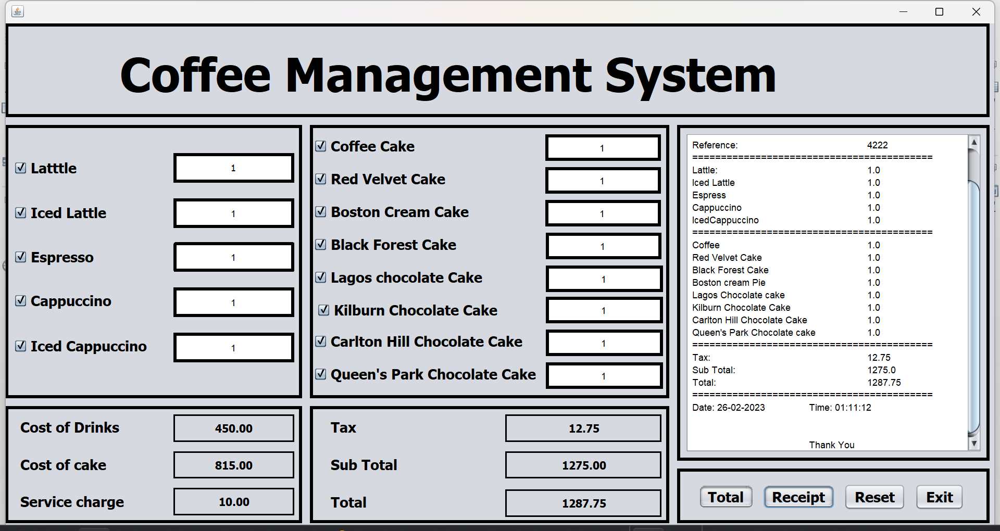 Coffee Management System
Latttle 1
Iced Lattle 1
Espresso 1
Cappuccino 1
Iced Cappuccino 1
Coffee Cake 1
Red Velvet Cake 1
Boston Cream Cake 1
Black Forest Cake 1
Lagos chocolate Cake 1
Kilburn Chocolate Cake 1
Carlton Hill Chocolate Cake 1
Queen's Park Chocolate Cake 1
Reference: 4222
==========================================
Lattle: 1.0
Iced Lattle 1.0
Espress 1.0
Cappuccino 1.0
IcedCappuccino 1.0
==========================================
Coffee 1.0
Red Velvet Cake 1.0
Black Forest Cake 1.0
Boston cream Pie 1.0
Lagos Chocolate cake 1.0
Kilburn Chocolate Cake 1.0
Carlton Hill Chocolate Cake 1.0
Queen's Park Chocolate cake 1.0
==========================================
Tax: 12.75
Sub Total: 1275.0
Total: 1287.75
==========================================
Date: 26-02-2023 Time: 01:11:12
Thank You
Cost of Drinks 450.00
Cost of cake 815.00
Service charge 10.00
Tax 12.75
Sub Total 1275.00
Total 1287.75
Total Receipt Reset Exit